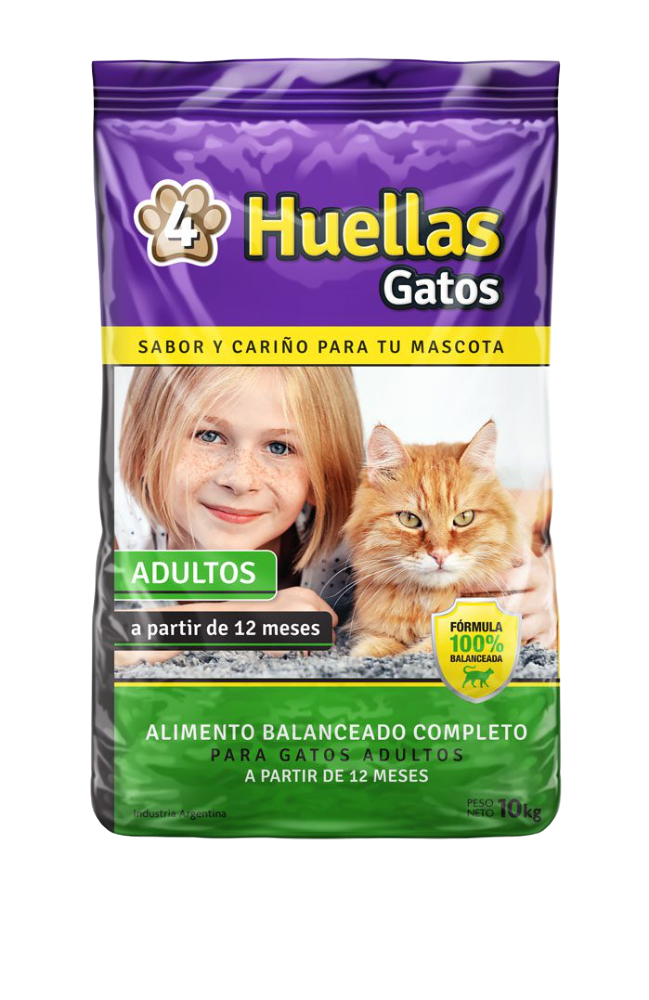 4 Huellas
Gatos
SABOR Y CARIÑO PARA TU MASCOTA
ADULTOS
a partir de 12 meses
FÓRMULA
100%
BALANCEADA
ALIMENTO BALANCEADO COMPLETO
PARA GATOS ADULTOS
A PARTIR DE 12 MESES
Industria Argentina
PESO
NETO 10kg